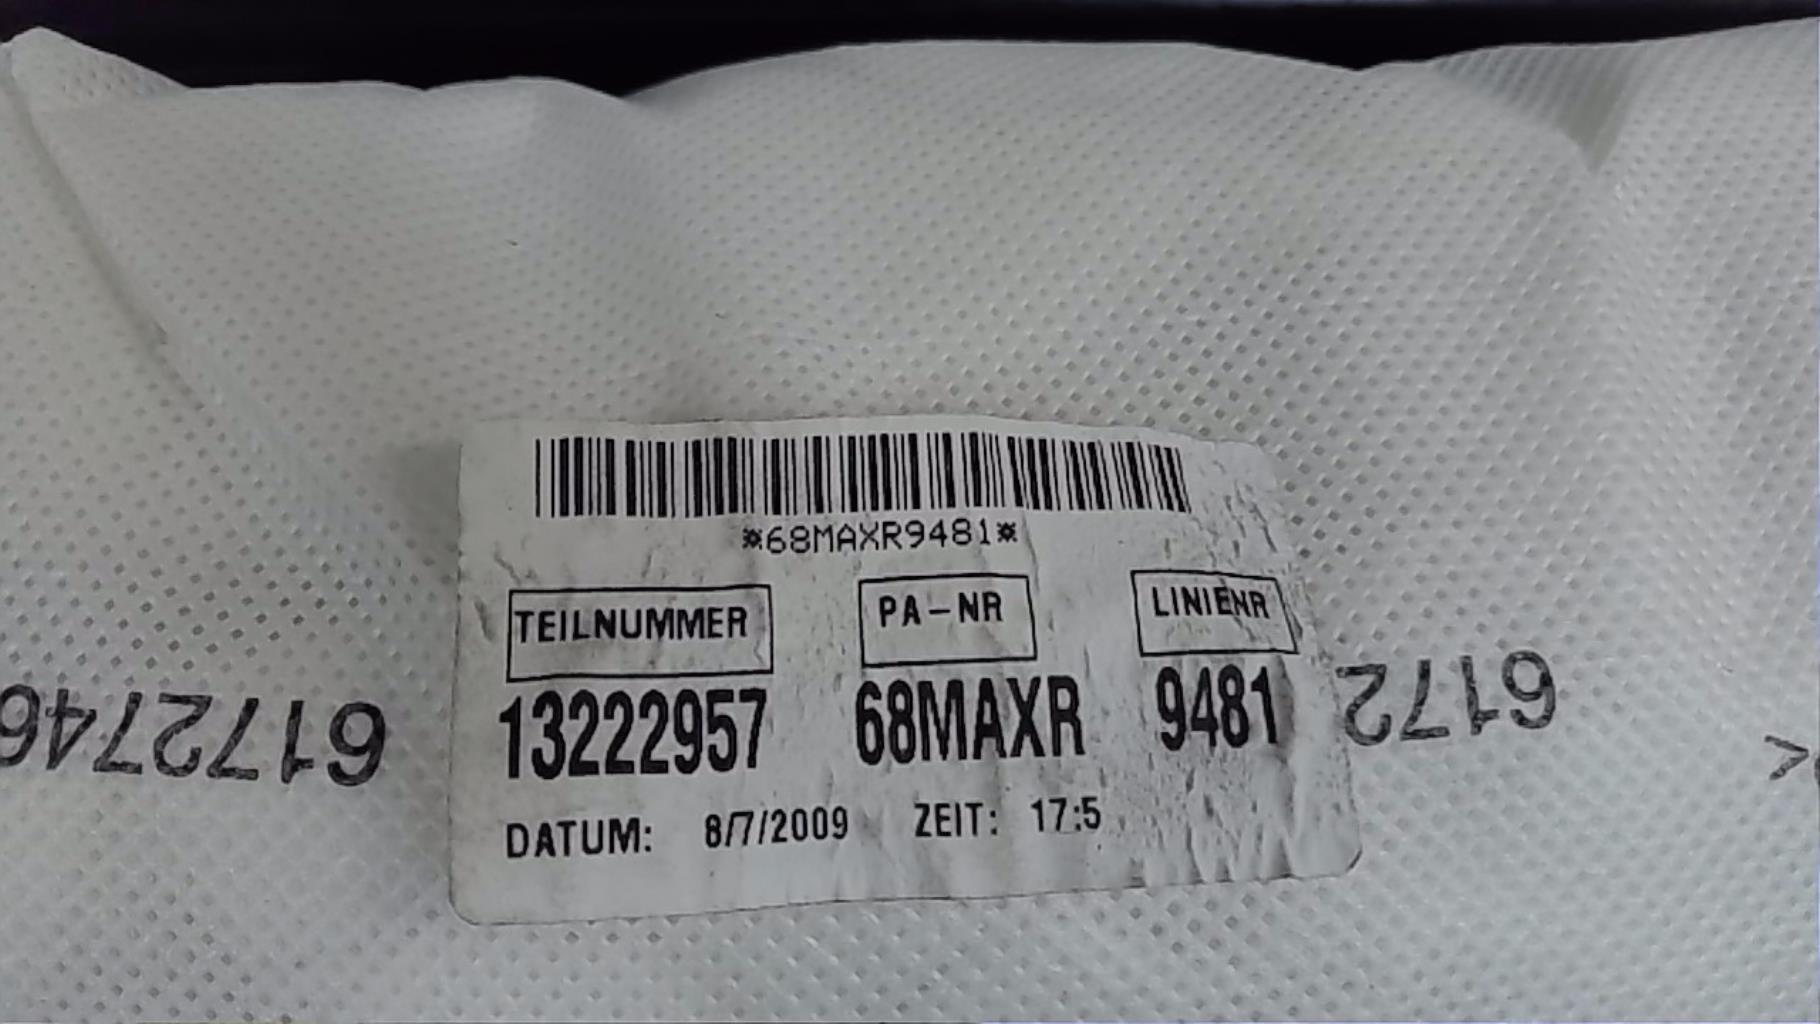 *68MAXR9481*
TEILNUMMER PA-NR LINIENR
13222957 68MAXR 9481
DATUM: 8/7/2009 ZEIT: 17:5
6172746 6172